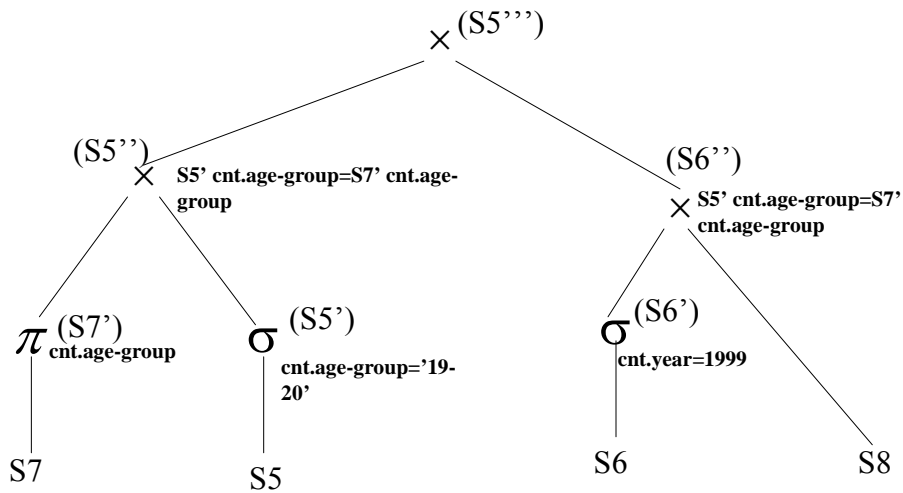 × (S5’’’)
(S5’’)
× S5’ cnt.age-group=S7’ cnt.age-
group
(S6’’)
× S5’ cnt.age-group=S7’
cnt.age-group
π (S7’)
cnt.age-group
σ (S5’)
cnt.age-group=’19-
20’
σ (S6’)
cnt.year=1999
S7
S5
S6
S8